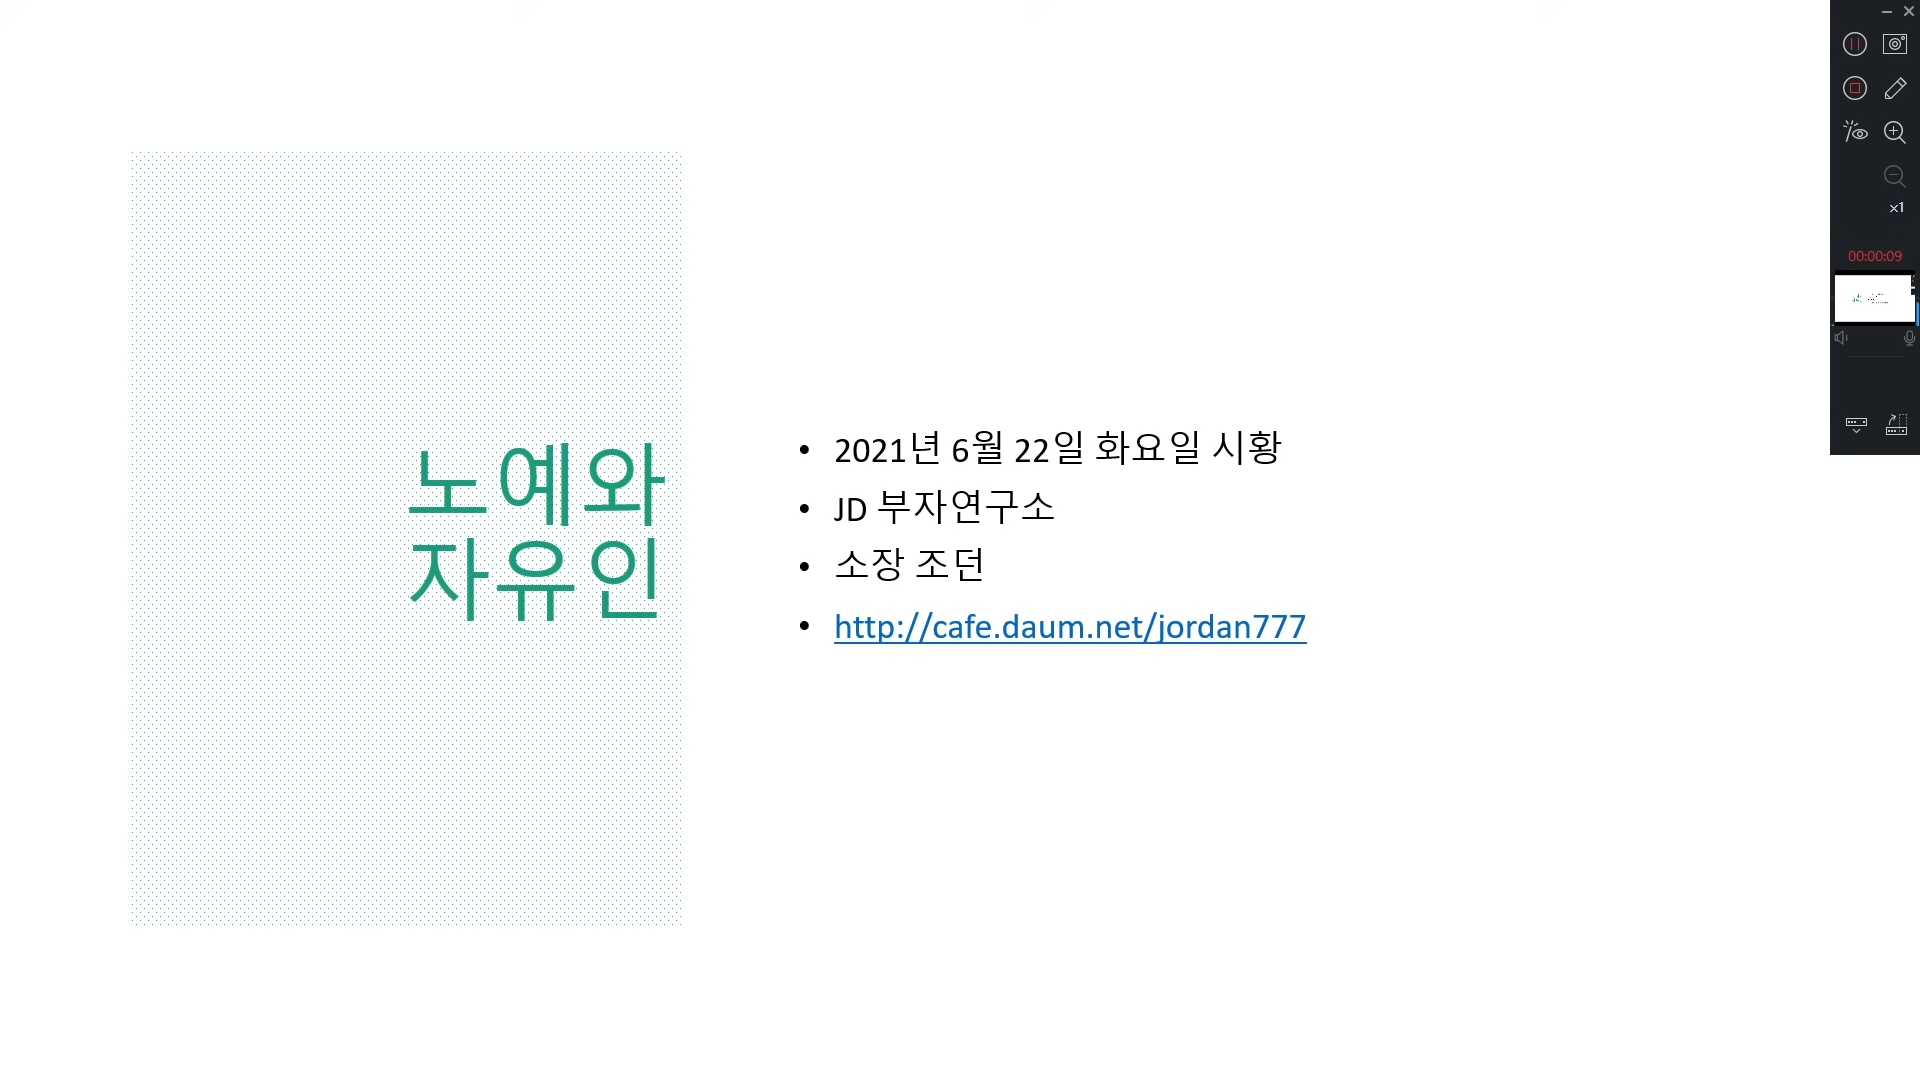 노예와
자유인
• 2021년 6월 22일 화요일 시황
• JD 부자연구소
• 소장 조던
• http://cafe.daum.net/jordan777
x1
00:00:09